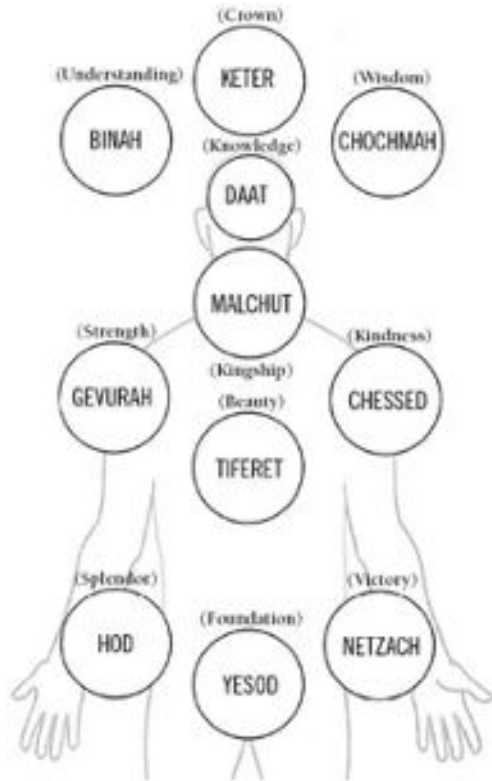 (Crown)
KETER
(Understanding)
BINAH
(Wisdom)
CHOCHMAH
(Knowledge)
DAAT
MALCHUT
(Kingship)
(Strength)
GEVURAH
(Kindness)
CHESSED
(Beauty)
TIFERET
(Splendor)
HOD
(Foundation)
YESOD
(Victory)
NETZACH